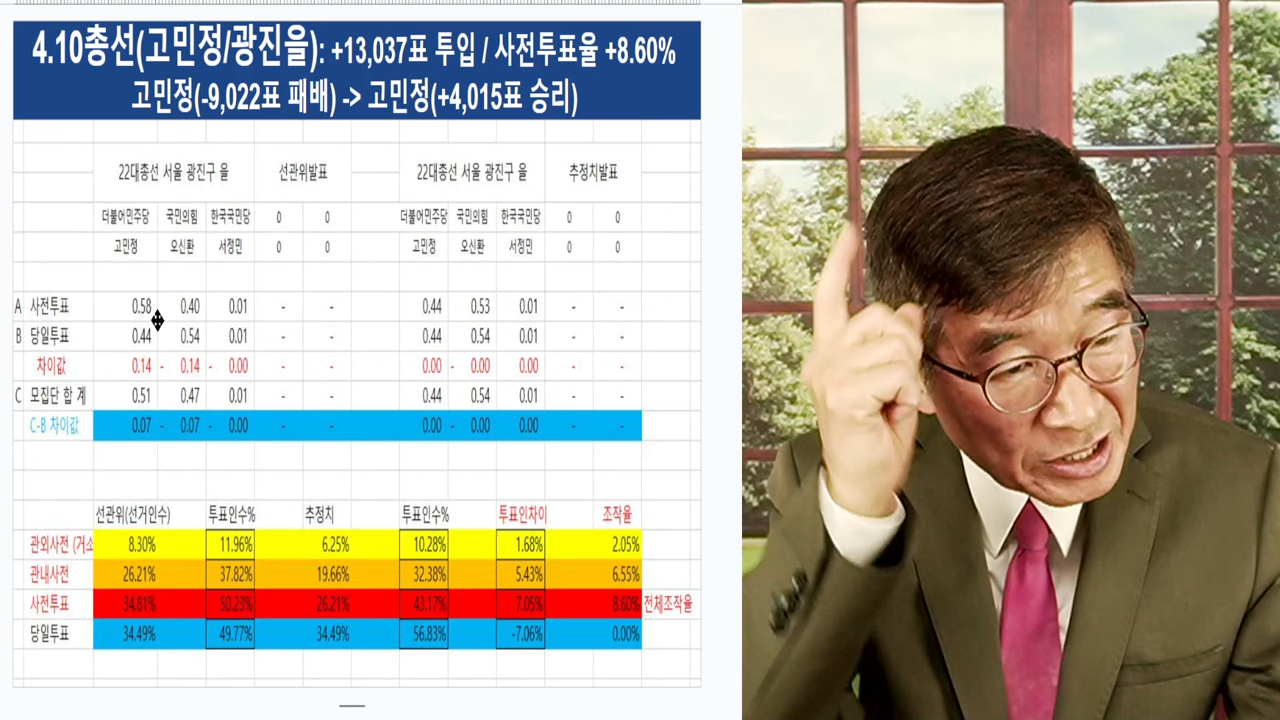 4.10총선(고민정/광진을): +13,037표 투입 / 사전투표율 +8.60%
고민정(-9,022표 패배) -> 고민정(+4,015표 승리)
22대총선 서울 광진구 을 선관위발표 22대총선 서울 광진구 을 추정치발표
더불어민주당 국민의힘 한국국민당 0 0 더불어민주당 국민의힘 한국국민당 0 0
고민정 오신환 서정민 0 0 고민정 오신환 서정민 0 0
A 사전투표 0.58 0.40 0.01 - - 0.44 0.53 0.01 - -
B 당일투표 0.44 0.54 0.01 - - 0.44 0.54 0.01 - -
차이값 0.14 - 0.14 - 0.00 - - 0.00 - 0.00 0.00 - -
C 모집단 합 계 0.51 0.47 0.01 - - 0.44 0.54 0.01 - -
C-B 차이값 0.07 - 0.07 - 0.00 - - 0.00 - 0.00 0.00 - -
선관위(선거인수) 투표인수% 추정치 투표인수% 투표인차이 조작율
관외사전 (거소 8.30% 11.96% 6.25% 10.28% 1.68% 2.05%
관내사전 26.21% 37.82% 19.66% 32.38% 5.43% 6.55%
사전투표 34.81% 50.23% 26.21% 43.17% 7.05% 8.60% 전체조작율
당일투표 34.49% 49.77% 34.49% 56.83% -7.06% 0.00%